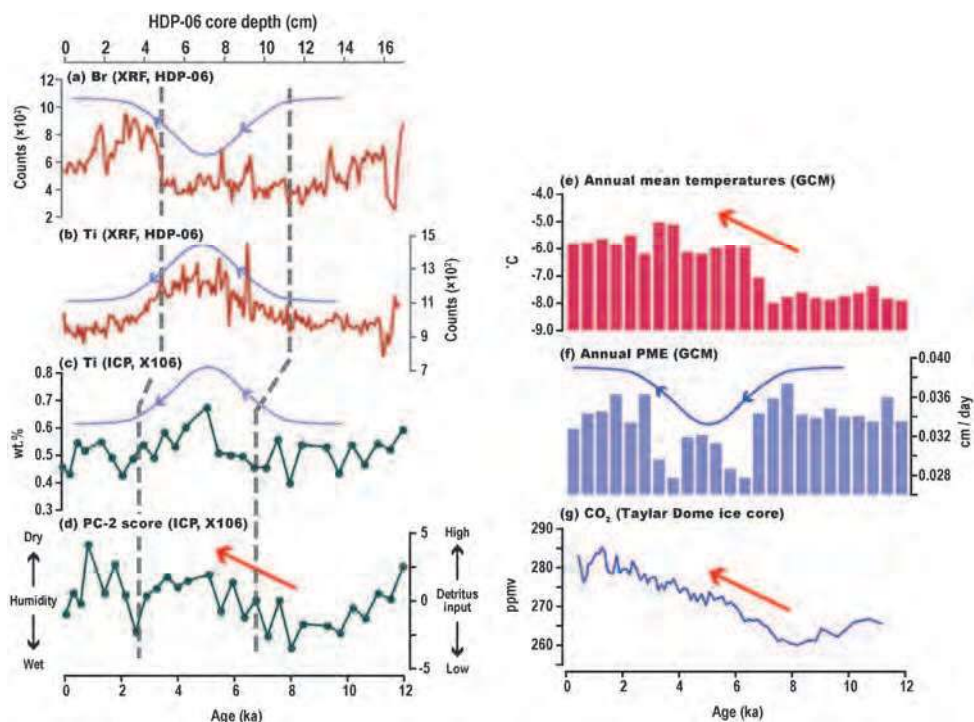 HDP-06 core depth (cm)
0 2 4 6 8 10 12 14 16
(a) Br (XRF, HDP-06)
12
10
8
6
4
2
Counts (×10²)
(b) Ti (XRF, HDP-06)
15
13
11
9
7
Counts (×10²)
(c) Ti (ICP, X106)
0.8
0.7
0.6
0.5
0.4
0.3
wt.%
(d) PC-2 score (ICP, X106)
Dry
Humidity
Wet
5
0
-5
High
Detritus
input
Low
0 2 4 6 8 10 12
Age (ka)
(e) Annual mean temperatures (GCM)
-4.0
-5.0
-6.0
-7.0
-8.0
-9.0
°C
(f) Annual PME (GCM)
0.040
0.036
0.032
0.028
cm / day
(g) CO₂ (Taylar Dome ice core)
290
280
270
260
ppmv
0 2 4 6 8 10 12
Age (ka)